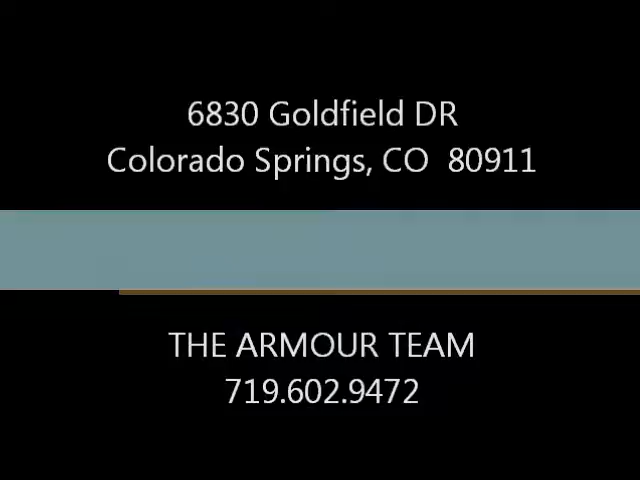 6830 Goldfield DR
Colorado Springs, CO  80911
THE ARMOUR TEAM
719.602.9472